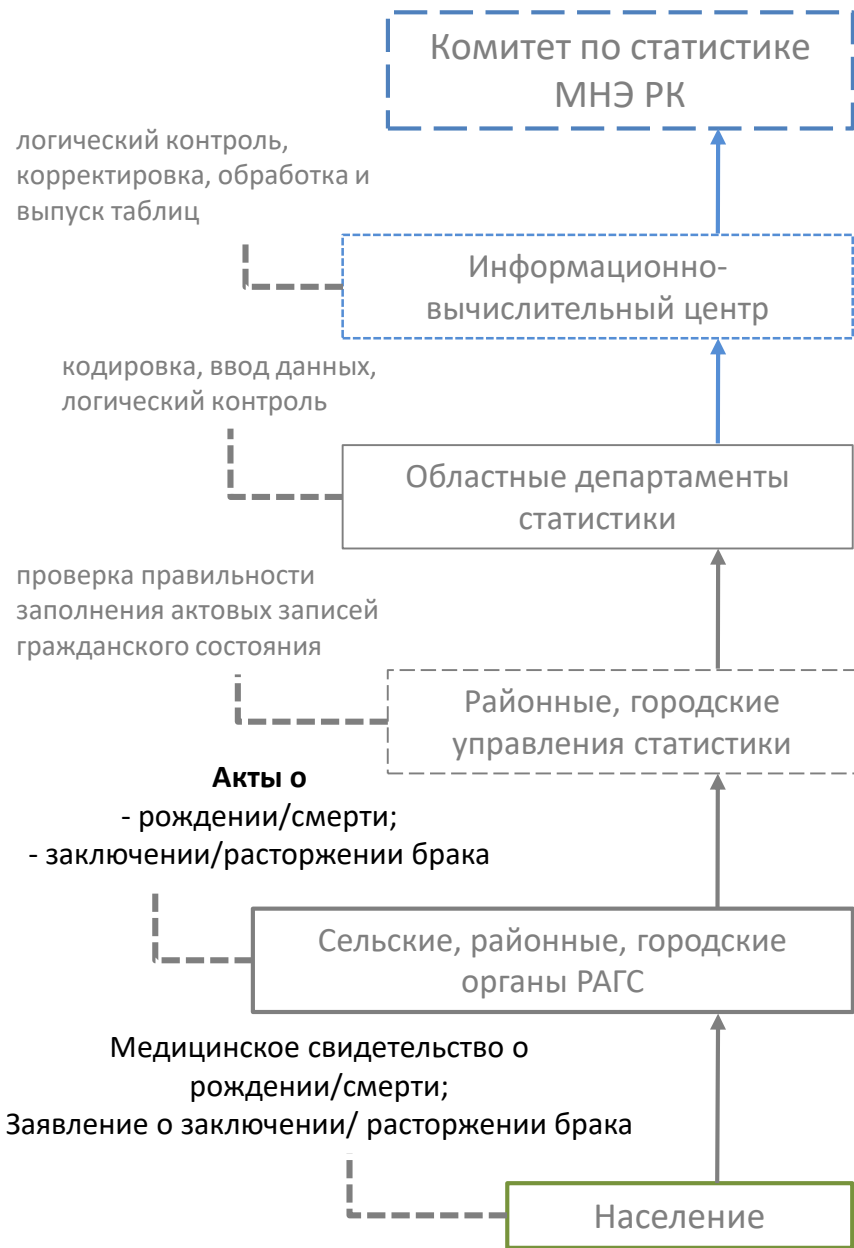 Комитет по статистике
МНЭ РК
логический контроль,
корректировка, обработка и
выпуск таблиц
Информационно-
вычислительный центр
кодировка, ввод данных,
логический контроль
Областные департаменты
статистики
проверка правильности
заполнения актовых записей
гражданского состояния
Районные, городские
управления статистики
Акты о
- рождении/смерти;
- заключении/расторжении брака
Сельские, районные, городские
органы РАГС
Медицинское свидетельство о
рождении/смерти;
Заявление о заключении/ расторжении брака
Население